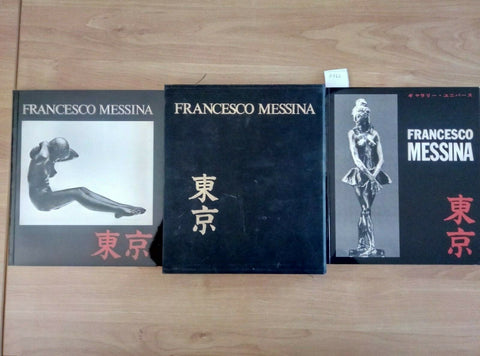 FRANCESCO MESSINA
東京
FRANCESCO MESSINA
東
京
ギャラリー・ユニバース
FRANCESCO
MESSINA
東
京